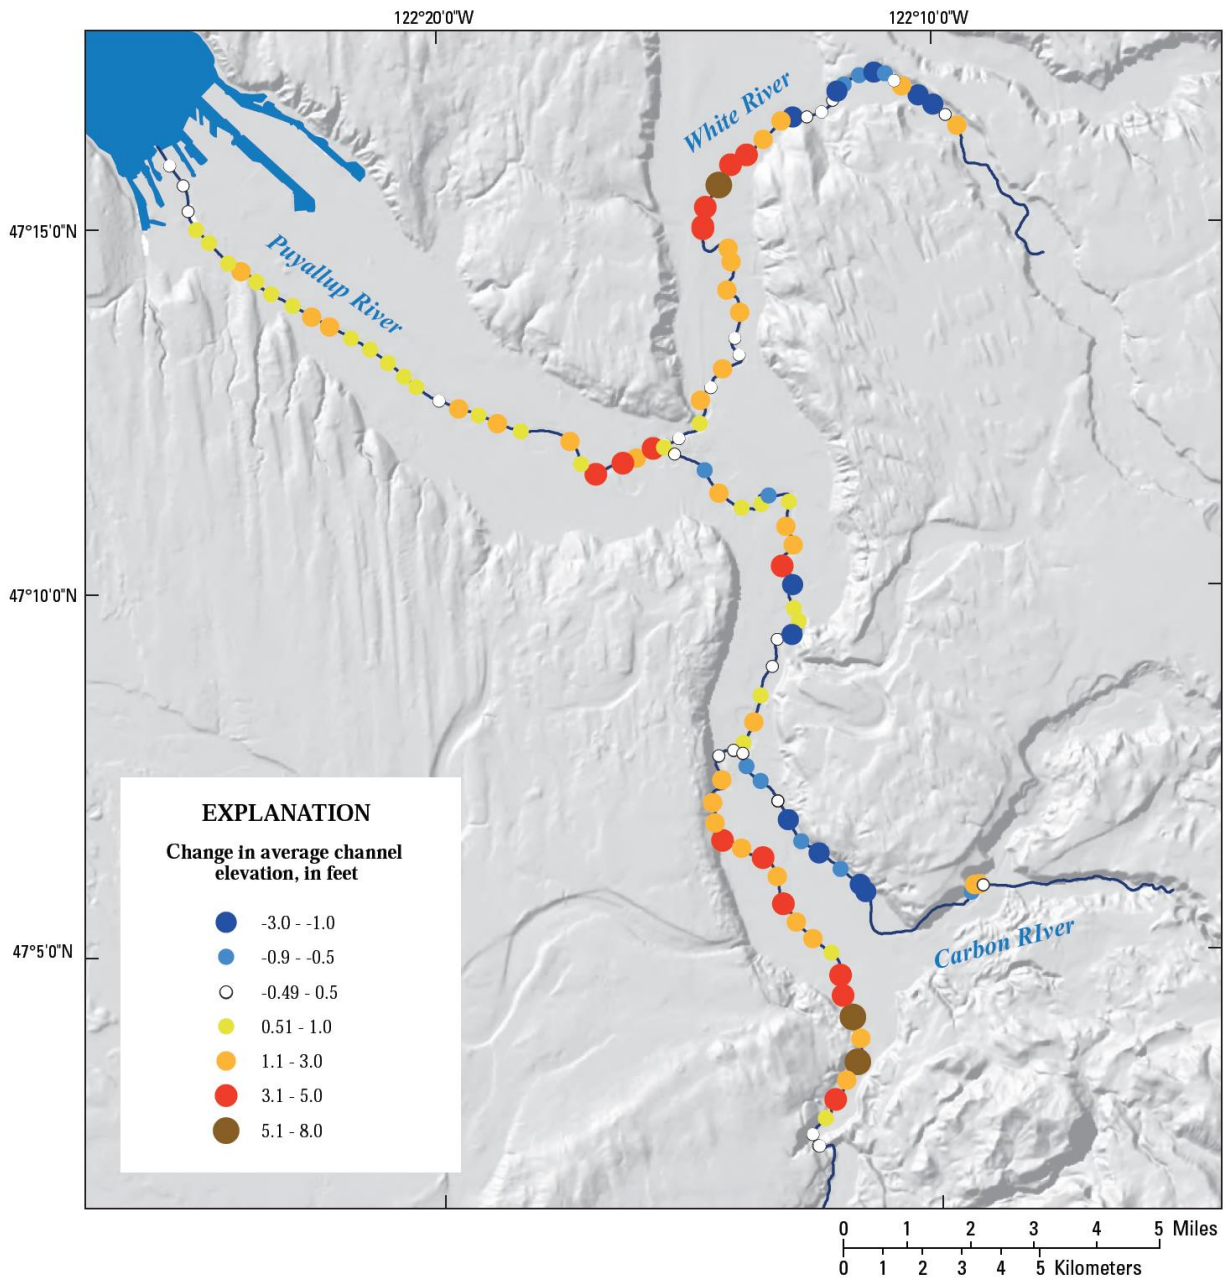 122°20'0"W
122°10'0"W
White River
47°15'0"N
Puyallup River
47°10'0"N
EXPLANATION
Change in average channel
elevation, in feet
-3.0 - -1.0
-0.9 - -0.5
-0.49 - 0.5
0.51 - 1.0
1.1 - 3.0
3.1 - 5.0
5.1 - 8.0
Carbon RIver
47°5'0"N
0 1 2 3 4 5 Miles
0 1 2 3 4 5 Kilometers